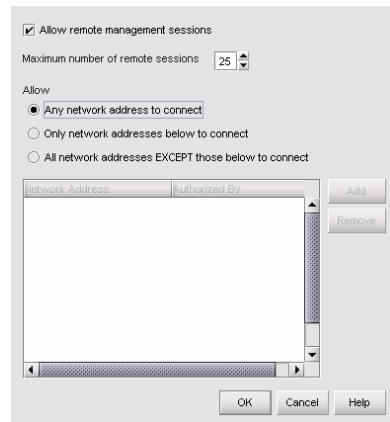 Allow remote management sessions
Maximum number of remote sessions 25
Allow
Any network address to connect
Only network addresses below to connect
All network addresses EXCEPT those below to connect
Network Address Authorized By
Add
Remove
OK Cancel Help